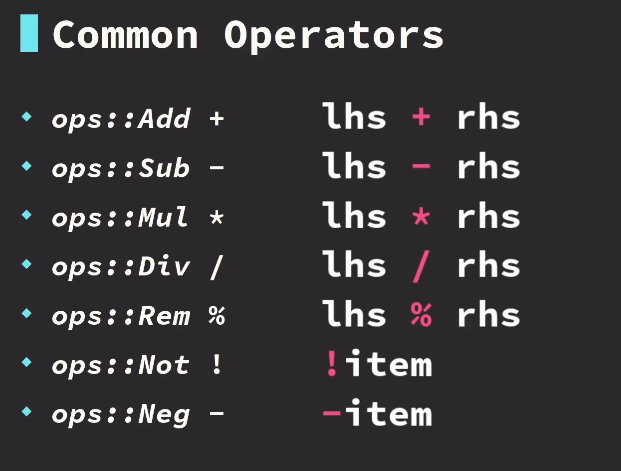 Common Operators
ops::Add + lhs + rhs
ops::Sub - lhs - rhs
ops::Mul * lhs * rhs
ops::Div / lhs / rhs
ops::Rem % lhs % rhs
ops::Not ! !item
ops::Neg - -item